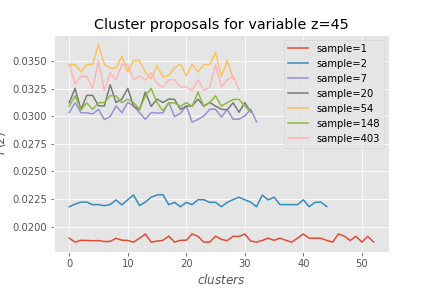 Cluster proposals for variable z=45
0.0350
0.0325
0.0300
0.0275
0.0250
0.0225
0.0200
sample=1
sample=2
sample=7
sample=20
sample=54
sample=148
sample=403
0 10 20 30 40 50
clusters